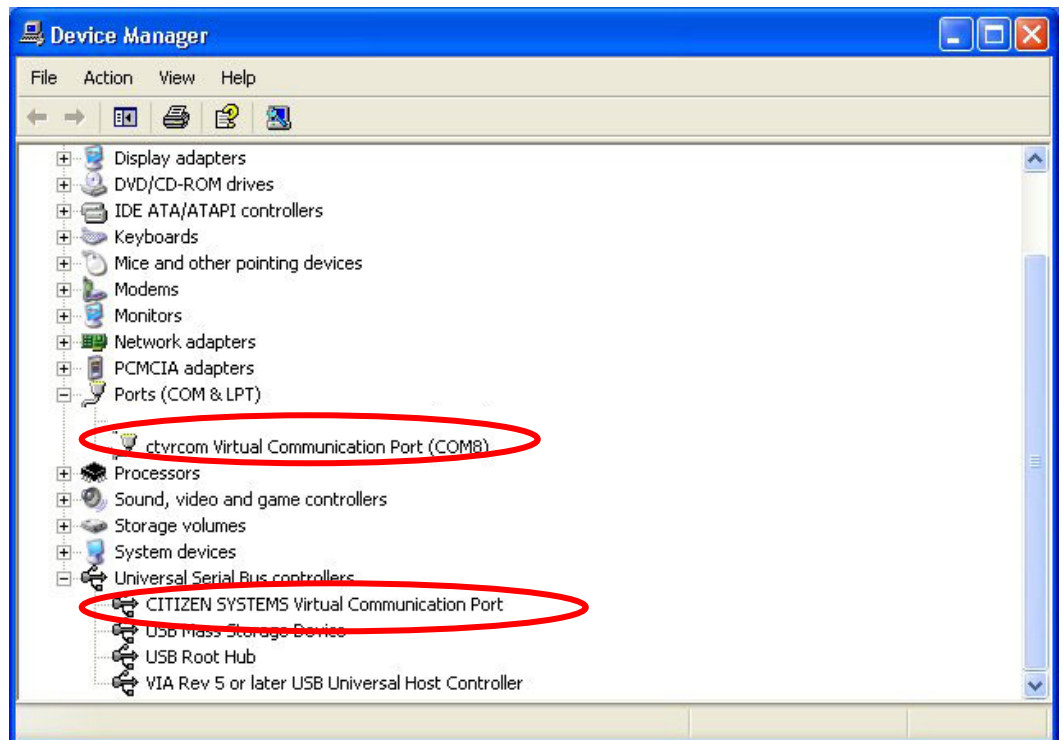 Device Manager
File Action View Help
Display adapters
DVD/CD-ROM drives
IDE ATA/ATAPI controllers
Keyboards
Mice and other pointing devices
Modems
Monitors
Network adapters
PCMCIA adapters
Ports (COM & LPT)
ctvrcom Virtual Communication Port (COM8)
Processors
Sound, video and game controllers
Storage volumes
System devices
Universal Serial Bus controllers
CITIZEN SYSTEMS Virtual Communication Port
USB Mass Storage Device
USB Root Hub
VIA Rev 5 or later USB Universal Host Controller